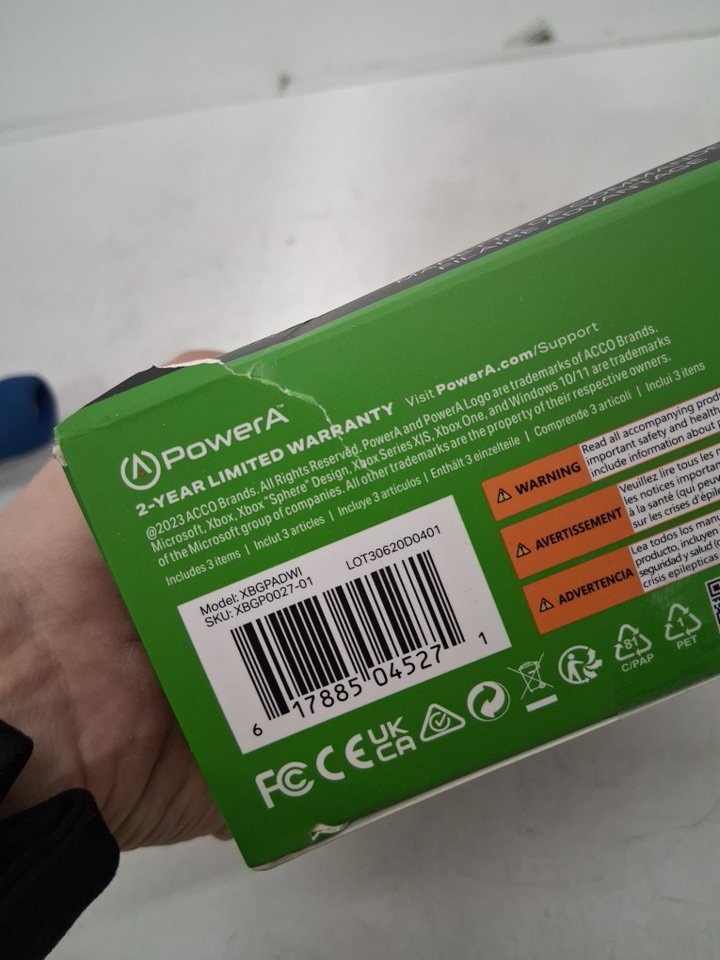 FILAIRE AVANTAGE
PowerA™
2-YEAR LIMITED WARRANTY Visit PowerA.com/Support
@2023 ACCO Brands. All Rights Reserved. PowerA and PowerA Logo are trademarks of ACCO Brands.
Microsoft, Xbox, Xbox "Sphere" Design, Xbox Series X|S, Xbox One, and Windows 10/11 are trademarks
of the Microsoft group of companies. All other trademarks are the property of their respective owners.
Includes 3 items | Inclut 3 articles | Incluye 3 artículos | Enthält 3 einzelteile | Comprende 3 articoli | Inclui 3 itens
Model: XBGPADWI LOT30620D0401
SKU: XBGP0027-01
6 17885 04527 1
WARNING
Read all accompanying
important safety and health
include information about
AVERTISSEMENT
Veuillez lire tous les
les notices important
à la santé (qui peuv
sur les crises d'épil
ADVERTENCIA
Lea todos los manu
producto, incluyen
seguridad y salud (q
crisis epilepticas
FC CE UK
CA
81
C/PAP
1
PET